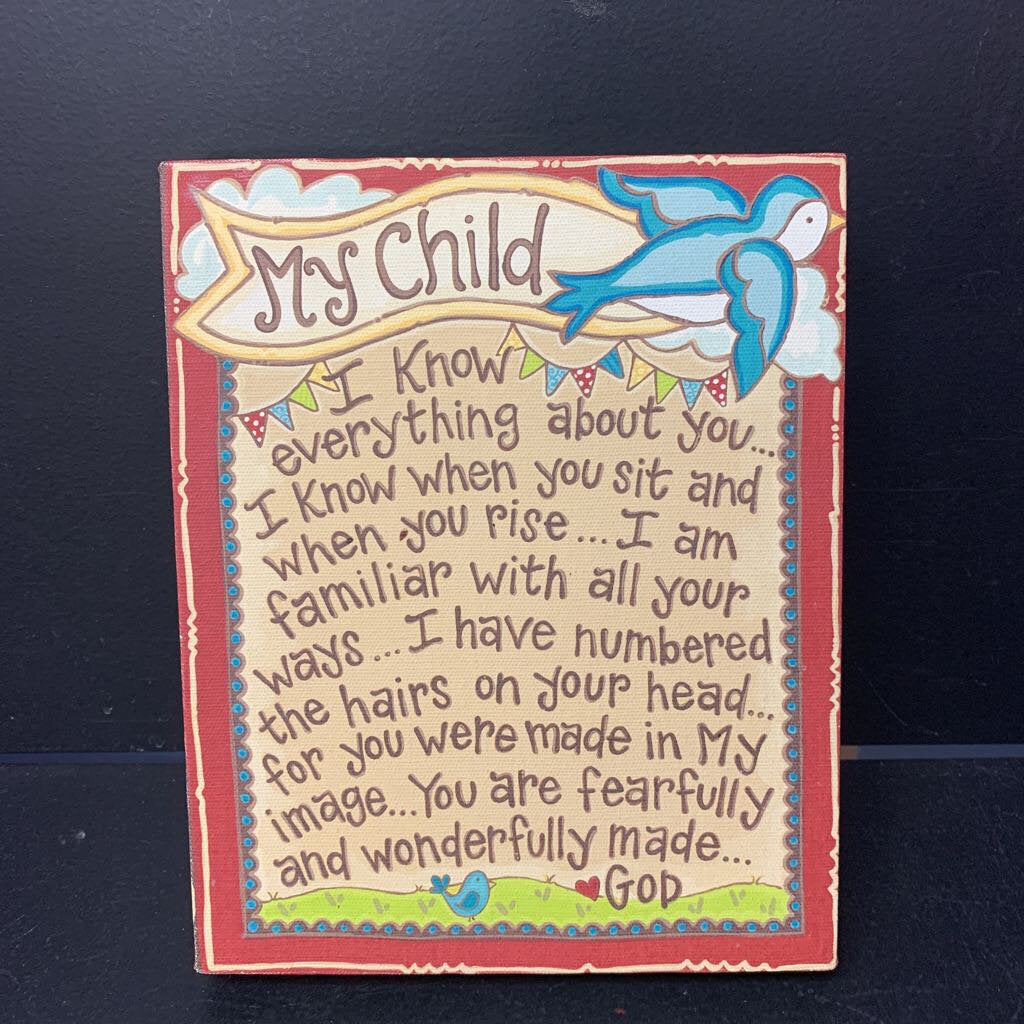 My Child
I Know
everything about you...
I Know when you sit and
when you rise...I am
familiar with all your
ways...I have numbered
the hairs on your head...
for you were made in My
image...You are fearfully
and wonderfully made...
GOD